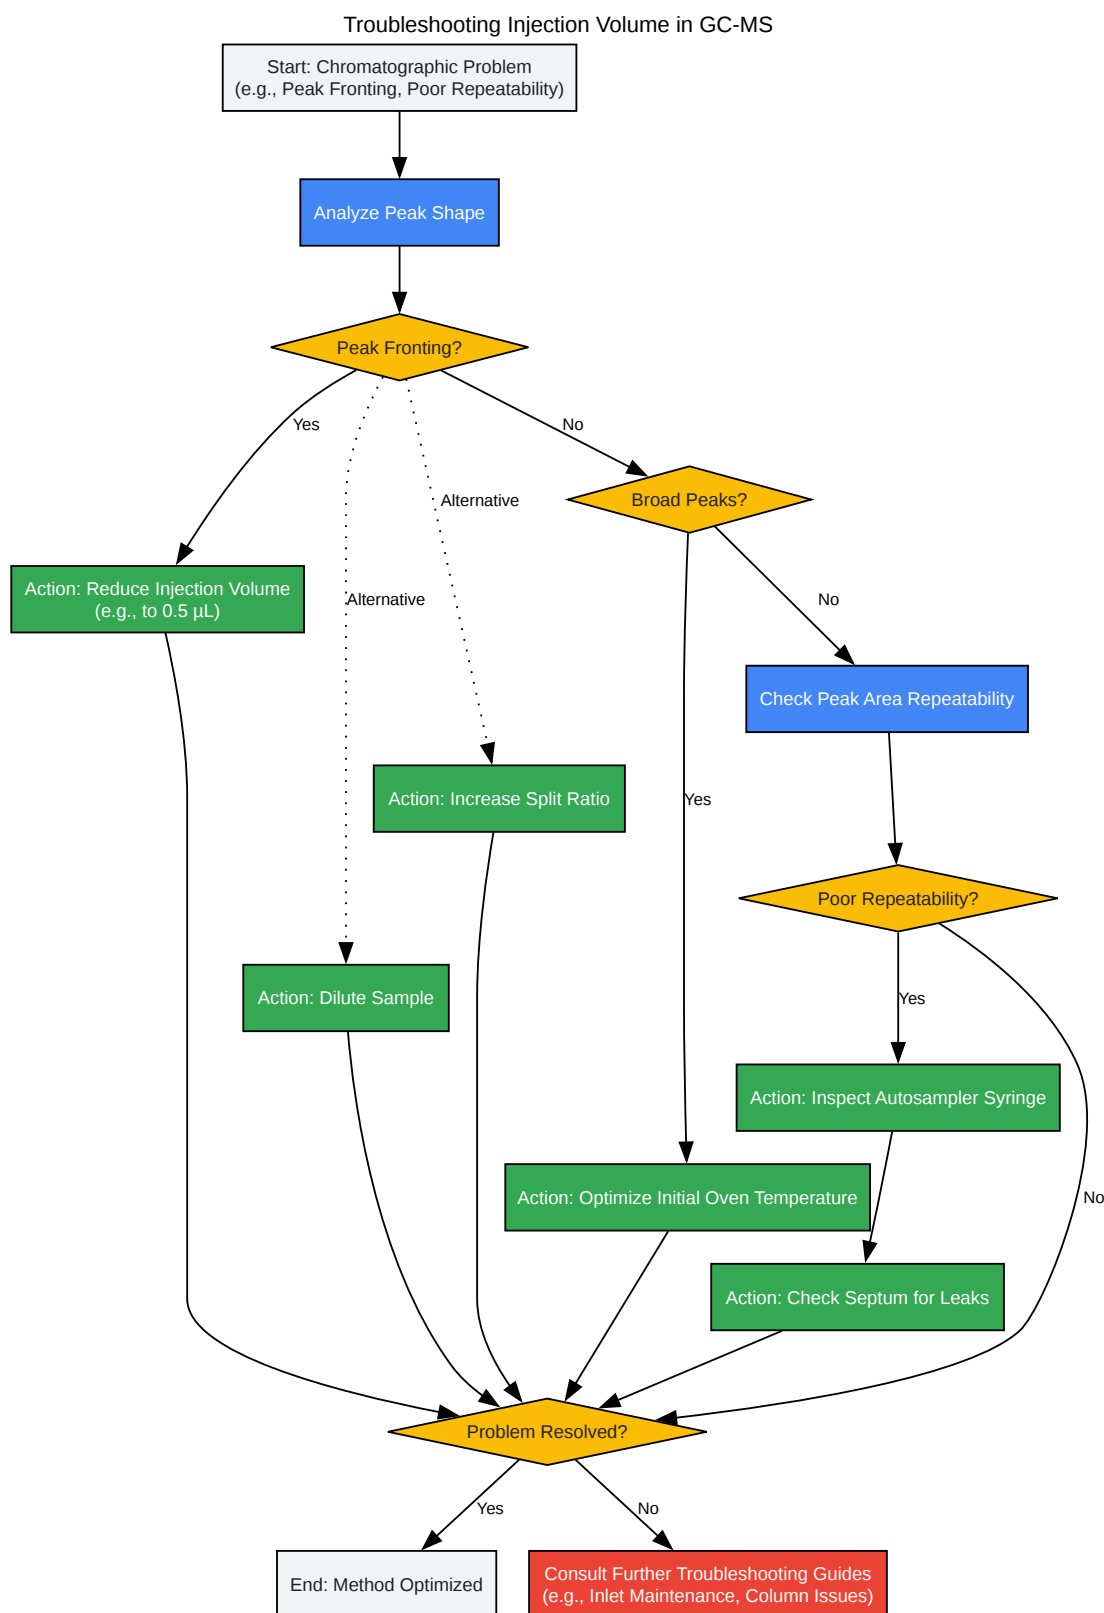 Troubleshooting Injection Volume in GC-MS
Start: Chromatographic Problem
(e.g., Peak Fronting, Poor Repeatability)
Analyze Peak Shape
Peak Fronting?
Yes
No
Alternative
Broad Peaks?
Action: Reduce Injection Volume
(e.g., to 0.5 µL)
Alternative
No
Check Peak Area Repeatability
Action: Increase Split Ratio
Yes
Poor Repeatability?
Action: Dilute Sample
Yes
Action: Inspect Autosampler Syringe
Action: Optimize Initial Oven Temperature
No
Action: Check Septum for Leaks
Problem Resolved?
Yes
No
End: Method Optimized
Consult Further Troubleshooting Guides
(e.g., Inlet Maintenance, Column Issues)